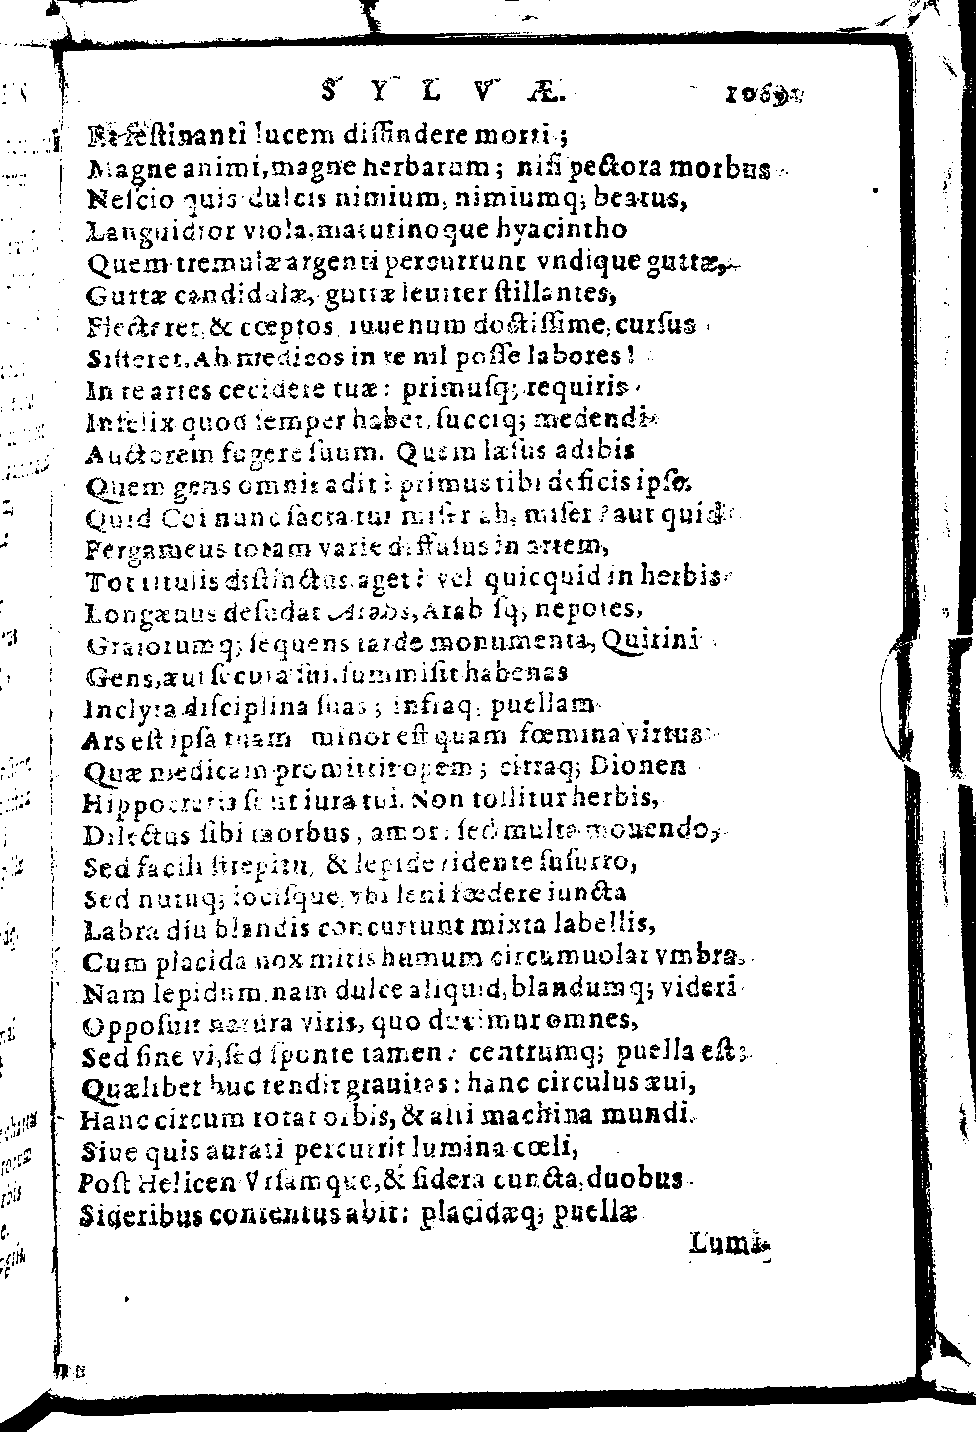 SYLVÆ. 1069
Et festinanti lucem diffindere morti;
Magne animi, magne herbarum; nisi pectora morbus
Nescio quis dulcis nimium, nimiumq; beatus,
Languidior viola, matutinoque hyacintho
Quem tremulæ argenti percurrunt vndique guttæ,
Guttæ candidulæ, guttæ leuiter stillantes,
Flecteret, & cœptos iuuenum doctissime, cursus
Sisteret. Ah medicos in te nil posse labores!
In te artes cecidere tuæ: primusq; requiris
Infelix quod semper habet, succiq; medendi
Auctorem fugere suum. Quem læsus adibis
Quem gens omnis adit? primus tibi deficis ipse.
Quid Coi nunc sacra tui miser ah, miser? aut quid
Pergameus totam varie diffusus in artem,
Tot titulis distinctus aget? vel quicquid in herbis
Longæuus desudat Arabs, Arabsq; nepotes,
Graiorumq; sequens tarde monumenta, Quirini
Gens, æui secura sui, summisit habenas
Inclyta disciplina suas; infraq; puellam
Ars est ipsa tuam minor est quam fœmina virtus
Quæ medicam promittit opem; citraq; Dionen
Hippocratis sunt iura tui. Non tollitur herbis,
Dilectus sibi morbus, amor: sed multa mouendo,
Sed facili strepitu, & lepide ridente susurro,
Sed nutuq; iocisque, vbi leni fœdere iuncta
Labra diu blandis concurrunt mixta labellis,
Cum placida nox mitis humum circumuolat vmbra.
Nam lepidum, nam dulce aliquid, blandumq; videri
Opposuit natura viris, quo ducimur omnes,
Sed sine vi, sed sponte tamen: centrumq; puella est;
Quælibet huc tendit grauitas: hanc circulus æui,
Hanc circum rotat orbis, & alti machina mundi.
Siue quis aurati percurrit lumina cœli,
Post Helicen Vrsamque, & sidera cuncta, duobus
Sideribus contentus abit: placidæq; puellæ
Lumi-